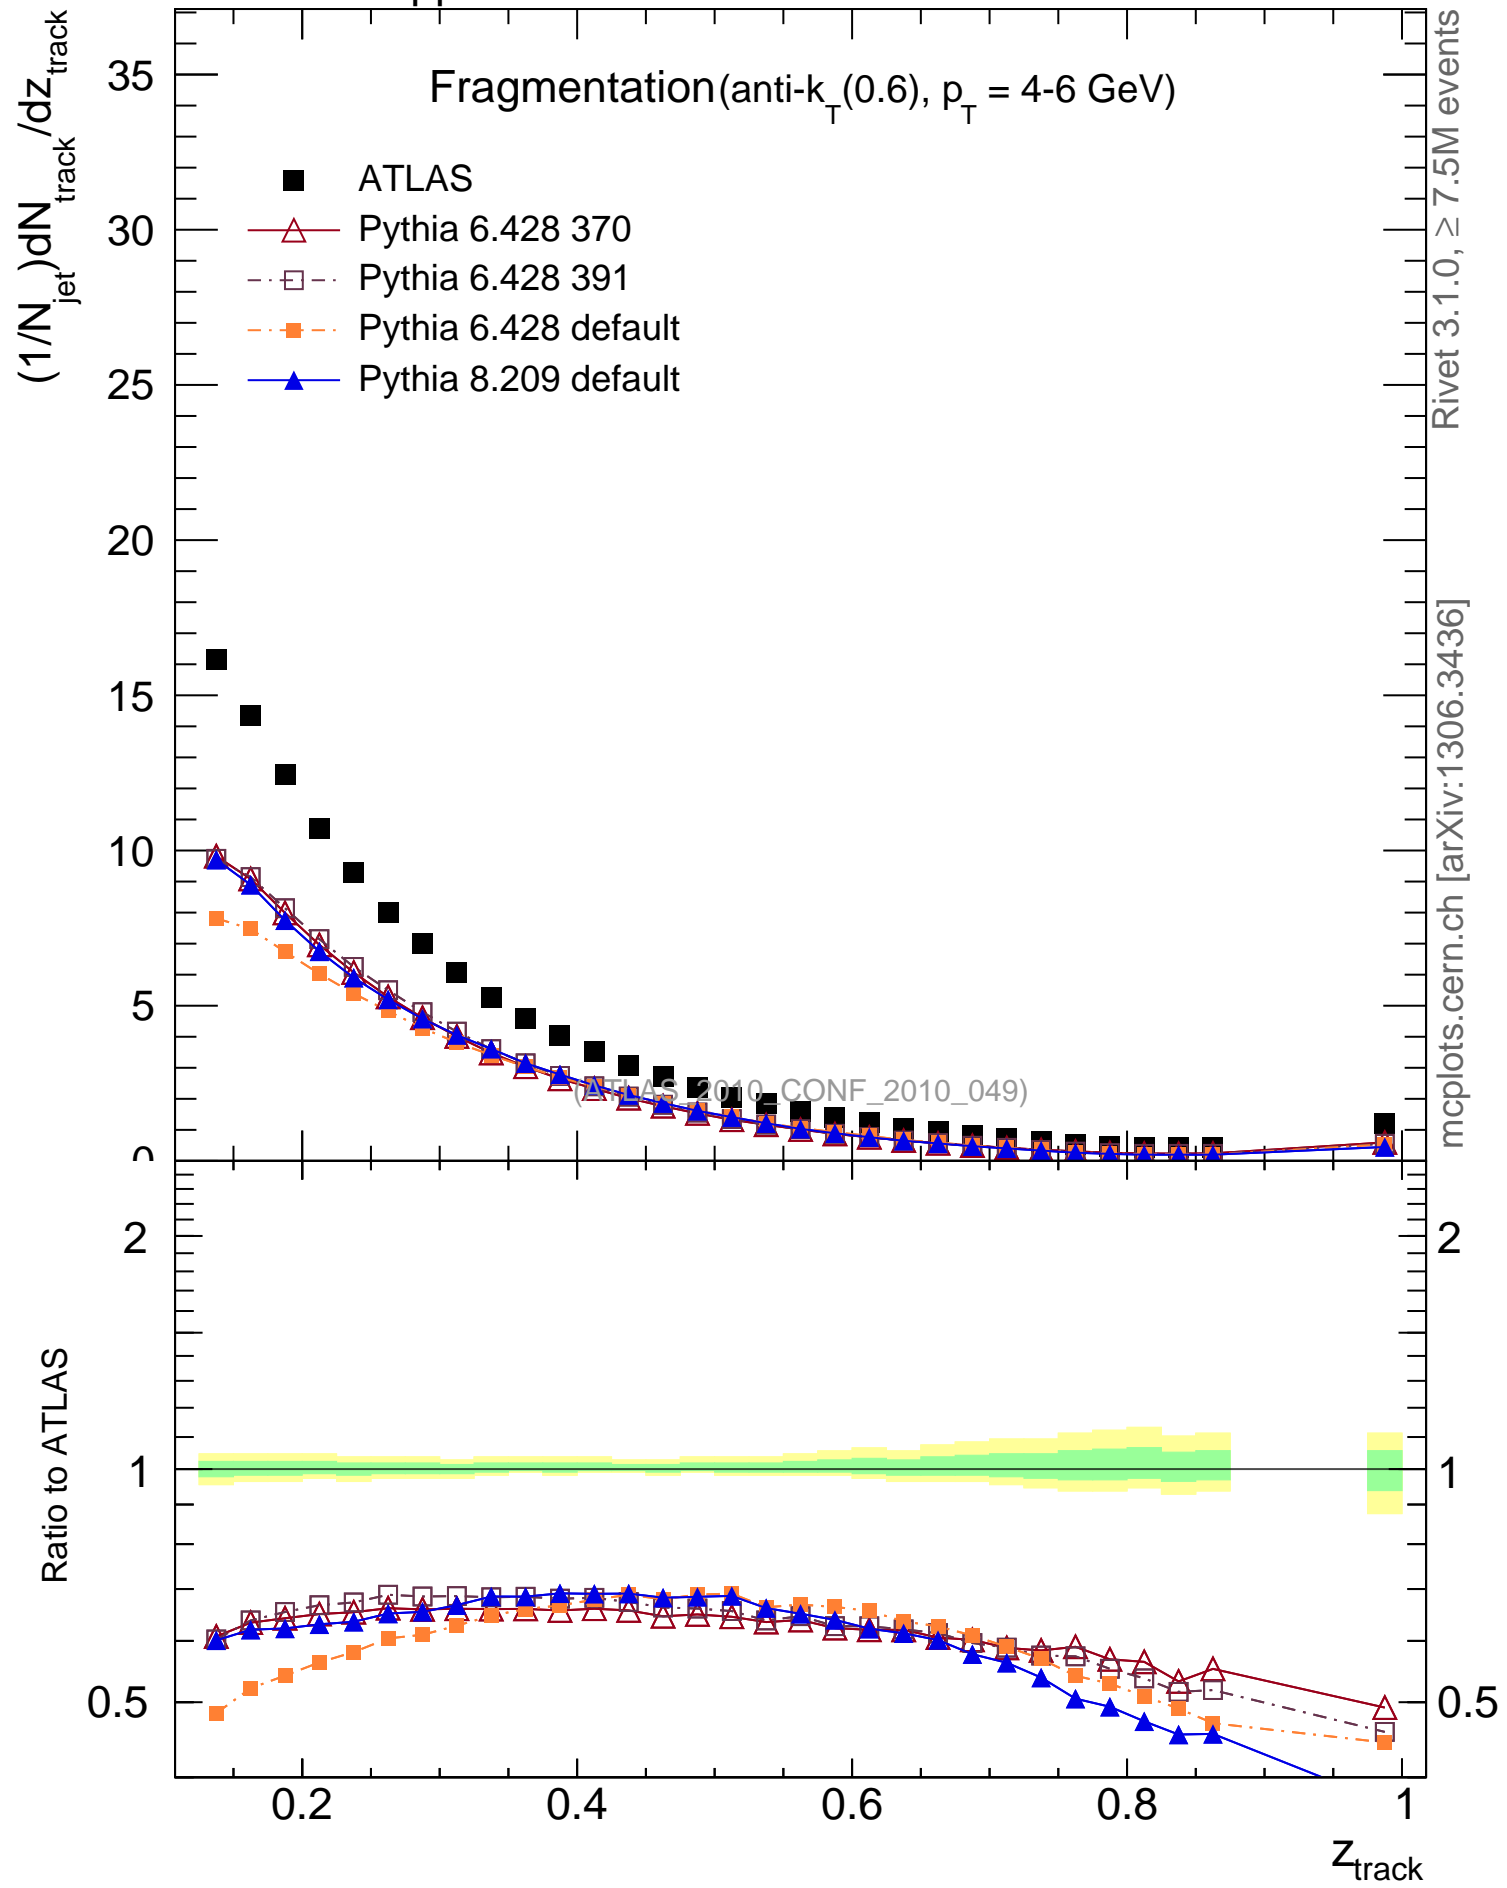 pp
Fragmentation (anti-k_T(0.6), p_T = 4-6 GeV)
(1/N_jet)dN_track/dz_track
ATLAS
Pythia 6.428 370
Pythia 6.428 391
Pythia 6.428 default
Pythia 8.209 default
35
30
25
20
15
10
5
0
(ATLAS_2010_CONF_2010_049)
Rivet 3.1.0, ≥ 7.5M events
mcplots.cern.ch [arXiv:1306.3436]
Ratio to ATLAS
2
1
0.5
2
1
0.5
0.2 0.4 0.6 0.8 1
z_track